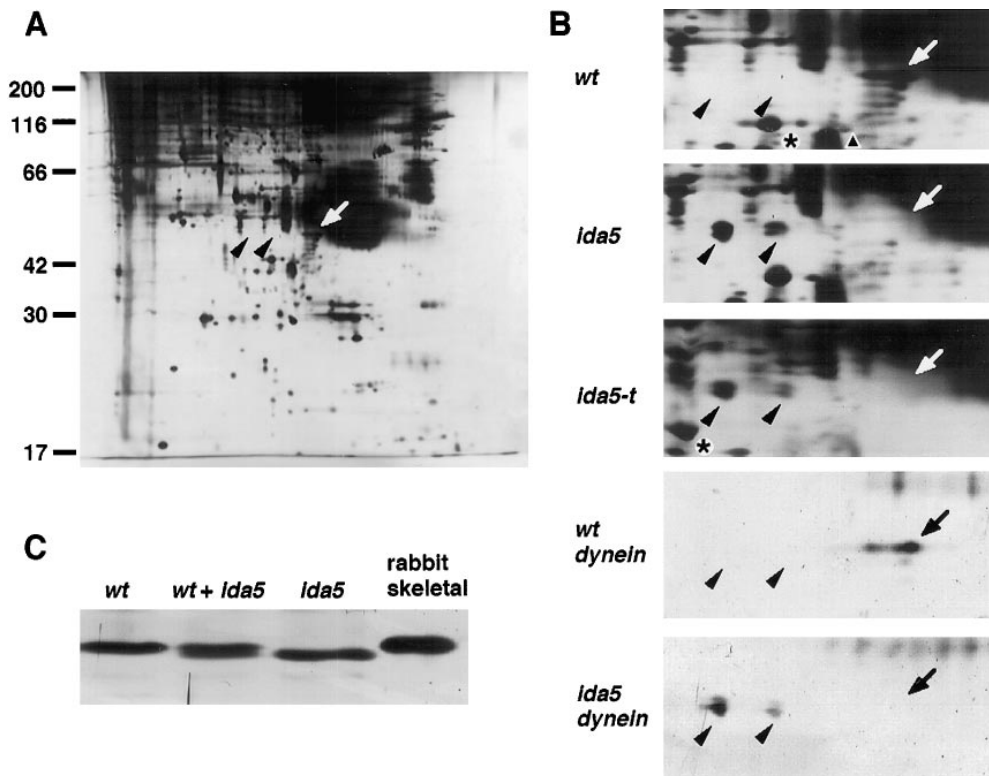 A
200
116
66
42
30
17
B
wt
*
ida5
ida5-t
*
wt
dynein
ida5
dynein
C
wt
wt + ida5
ida5
rabbit
skeletal